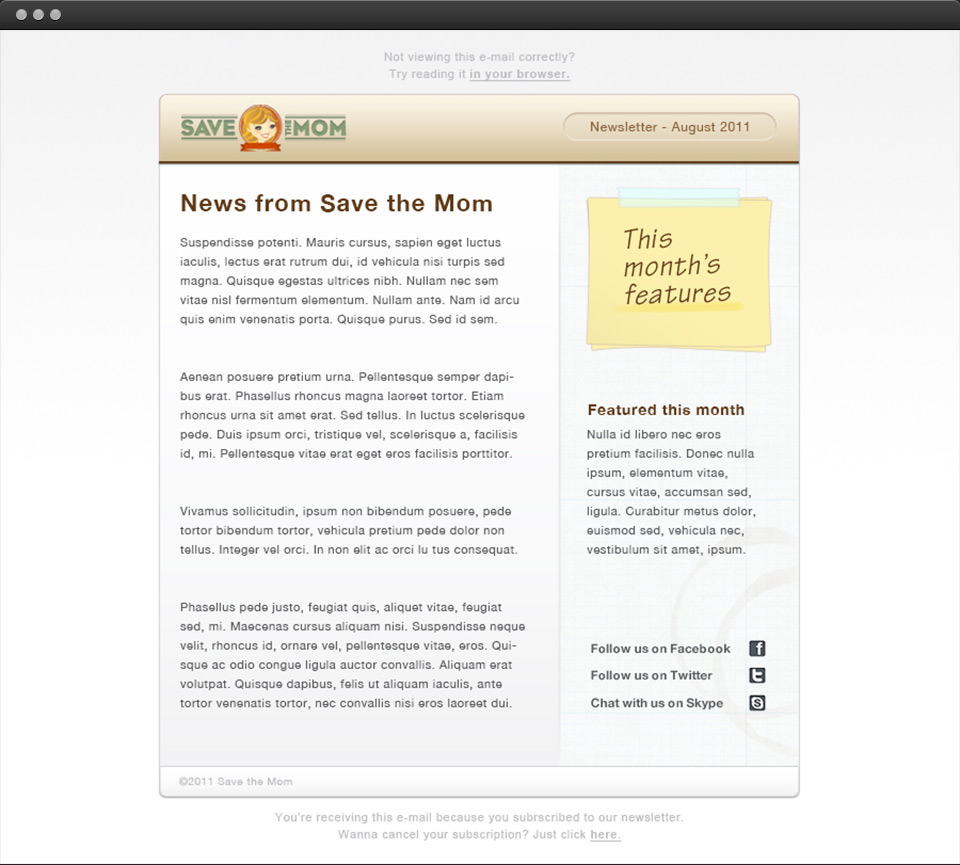 Not viewing this e-mail correctly?
Try reading it in your browser.
SAVE THE MOM
Newsletter - August 2011
News from Save the Mom
Suspendisse potenti. Mauris cursus, sapien eget luctus
iaculis, lectus erat rutrum dui, id vehicula nisi turpis sed
magna. Quisque egestas ultrices nibh. Nullam nec sem
vitae nisl fermentum elementum. Nullam ante. Nam id arcu
quis enim venenatis porta. Quisque purus. Sed id sem.
Aenean posuere pretium urna. Pellentesque semper dapi-
bus erat. Phasellus rhoncus magna laoreet tortor. Etiam
rhoncus urna sit amet erat. Sed tellus. In luctus scelerisque
pede. Duis ipsum orci, tristique vel, scelerisque a, facilisis
id, mi. Pellentesque vitae erat eget eros facilisis porttitor.
Vivamus sollicitudin, ipsum non bibendum posuere, pede
tortor bibendum tortor, vehicula pretium pede dolor non
tellus. Integer vel orci. In non elit ac orci lu tus consequat.
Phasellus pede justo, feugiat quis, aliquet vitae, feugiat
sed, mi. Maecenas cursus aliquam nisi. Suspendisse neque
velit, rhoncus id, ornare vel, pellentesque vitae, eros. Qui-
sque ac odio congue ligula auctor convallis. Aliquam erat
volutpat. Quisque dapibus, felis ut aliquam iaculis, ante
tortor venenatis tortor, nec convallis nisi eros laoreet dui.
This
month's
features
Featured this month
Nulla id libero nec eros
pretium facilisis. Donec nulla
ipsum, elementum vitae,
cursus vitae, accumsan sed,
ligula. Curabitur metus dolor,
euismod sed, vehicula nec,
vestibulum sit amet, ipsum.
Follow us on Facebook
Follow us on Twitter
Chat with us on Skype
©2011 Save the Mom
You're receiving this e-mail because you subrscribed to our newsletter.
Wanna cancel your subscription? Just click here.